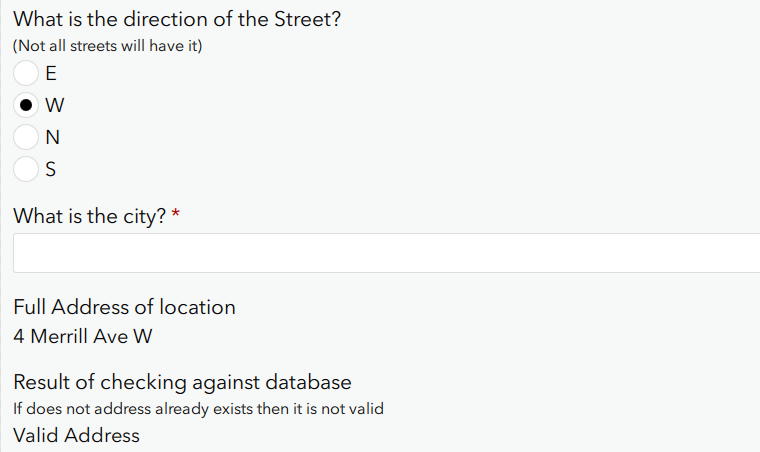 What is the direction of the Street?
(Not all streets will have it)
E
W
N
S
What is the city? *
Full Address of location
4 Merrill Ave W
Result of checking against database
If does not address already exists then it is not valid
Valid Address